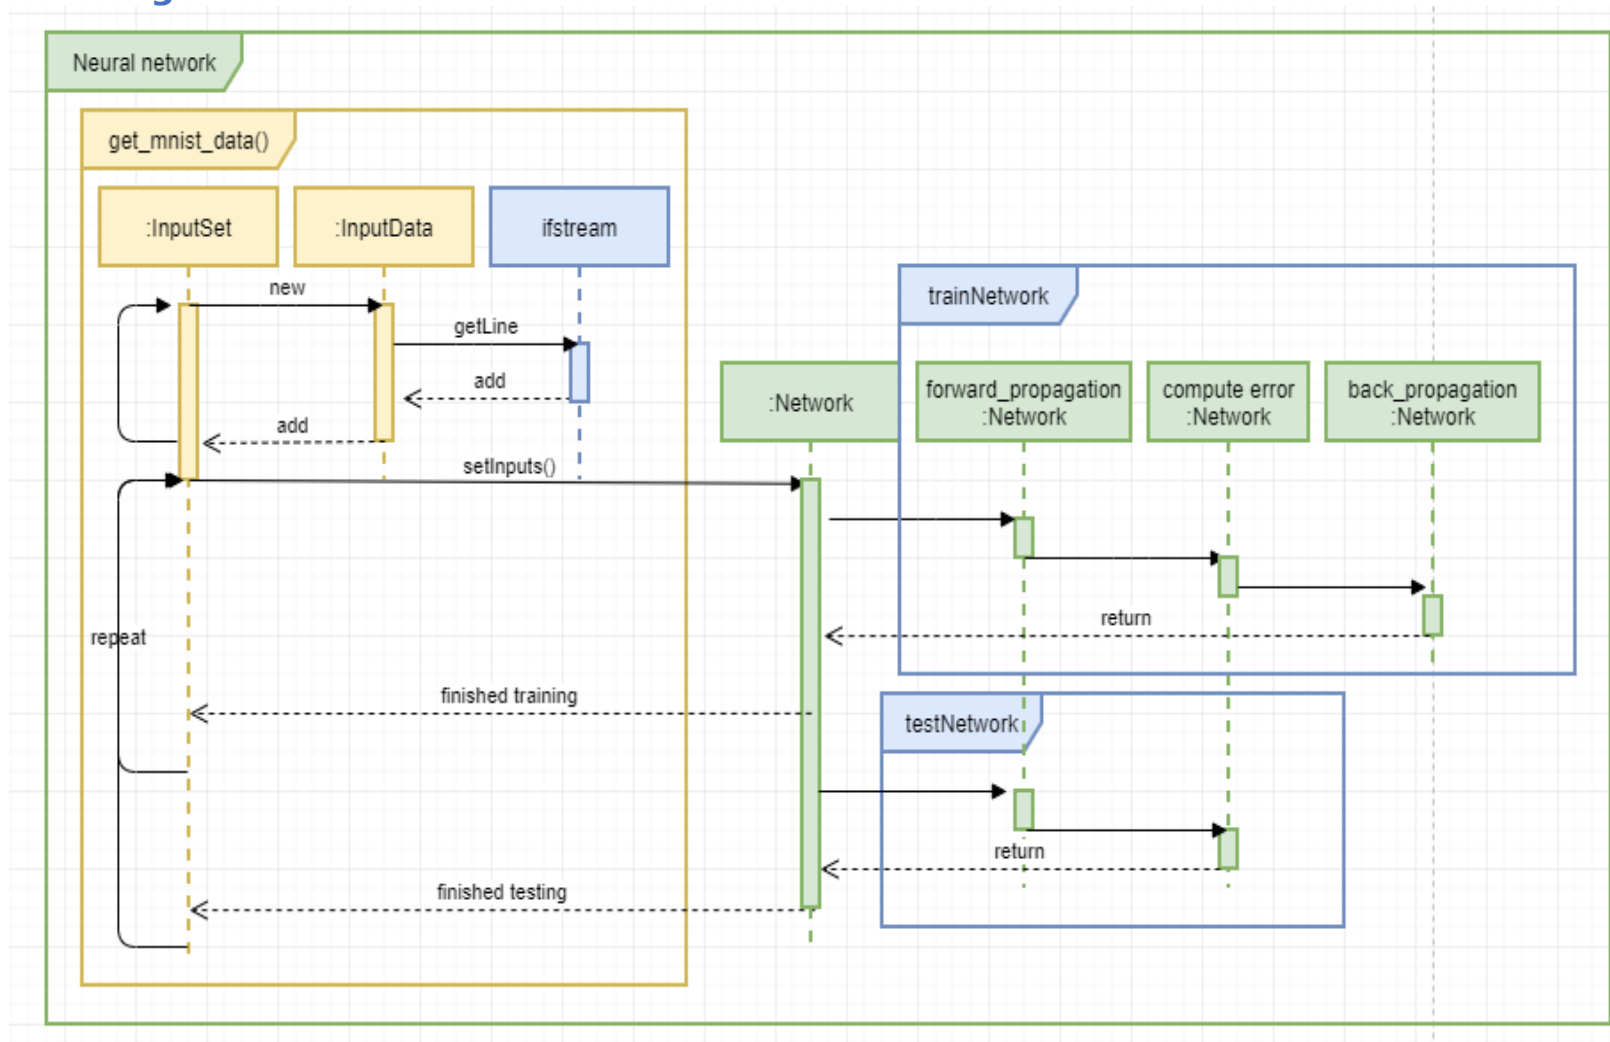 Neural network
get_mnist_data()
:InputSet
:InputData
ifstream
new
getLine
add
add
setInputs()
trainNetwork
:Network
forward_propagation
:Network
compute error
:Network
back_propagation
:Network
return
repeat
finished training
testNetwork
return
finished testing